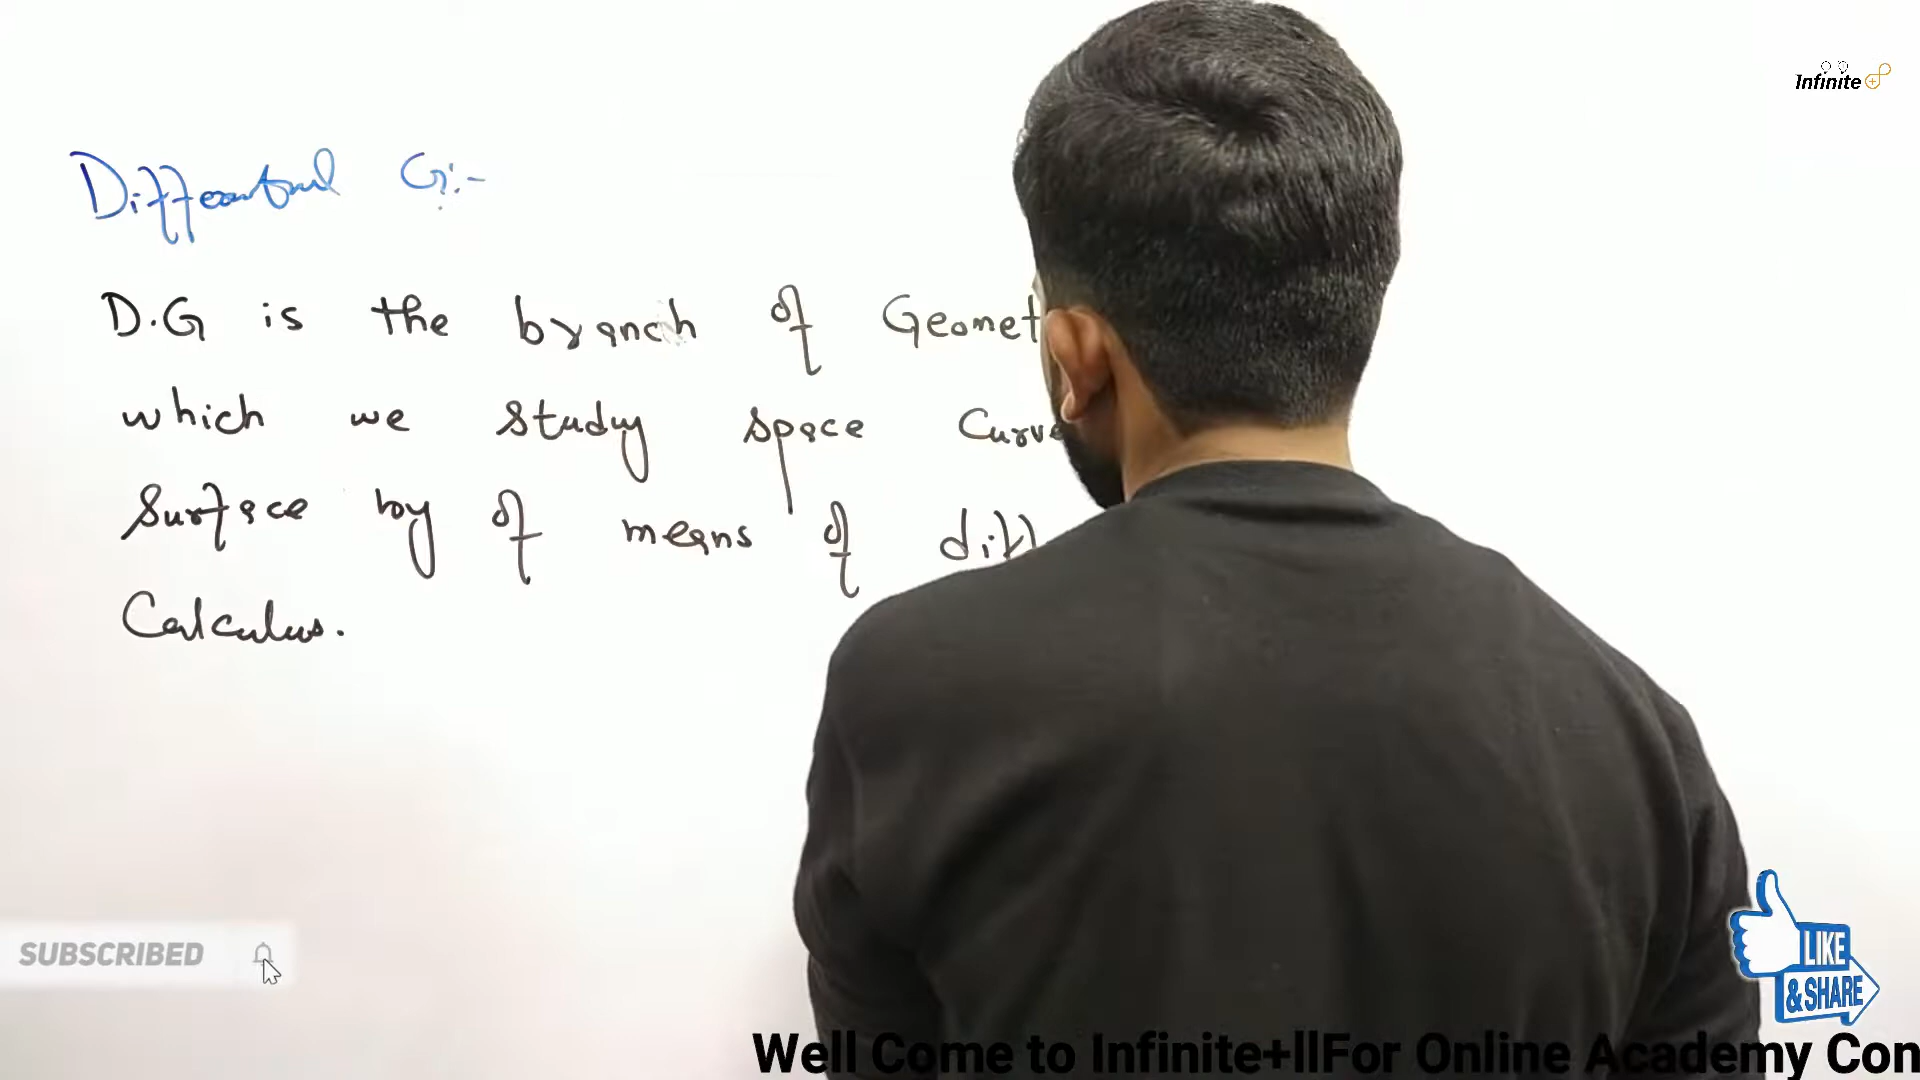 Infinite+
Differential G:-
D.G is the branch of Geomet
which we study space Curve
Surface by of means of diff
Calculus.
SUBSCRIBED
LIKE
& SHARE
Well Come to Infinite+llFor Online Academy Con